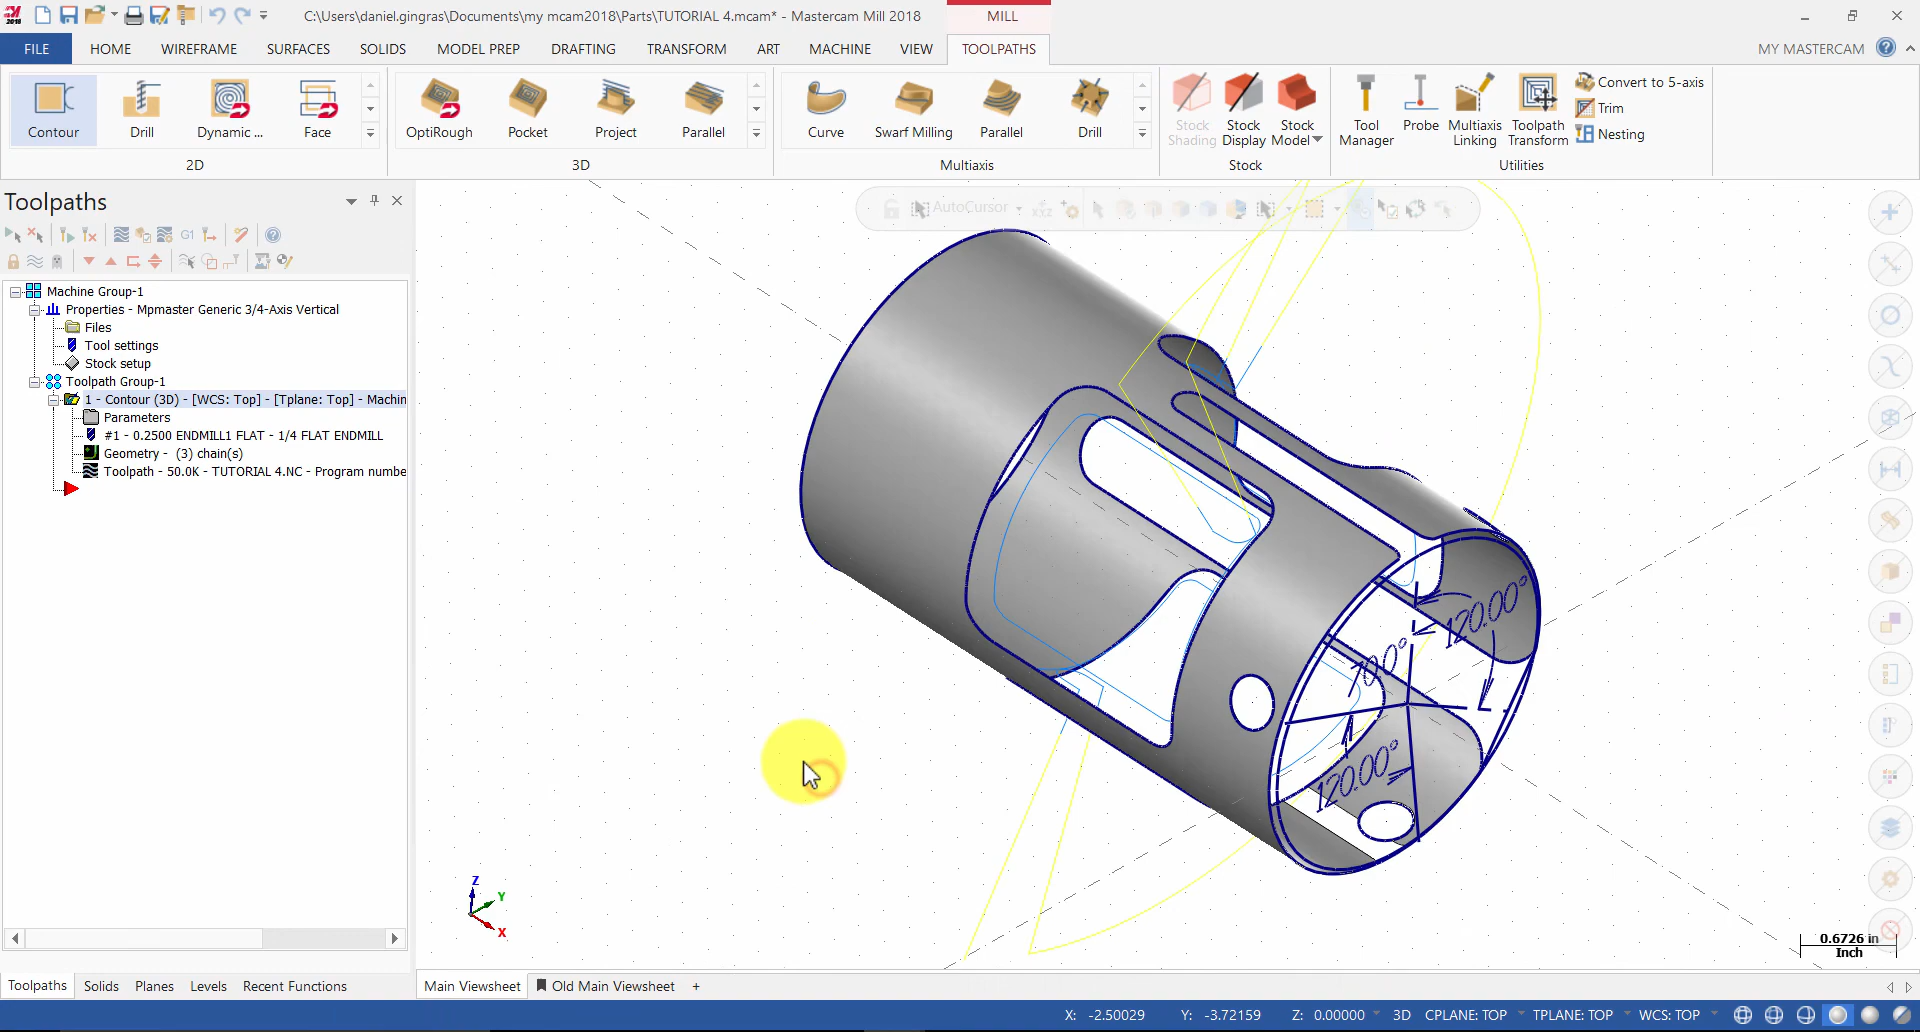 2018
C:\Users\daniel.gingras\Documents\my mcam2018\Parts\TUTORIAL 4.mcam* - Mastercam Mill 2018
MILL
FILE HOME WIREFRAME SURFACES SOLIDS MODEL PREP DRAFTING TRANSFORM ART MACHINE VIEW TOOLPATHS MY MASTERCAM
Contour Drill Dynamic ... Face
2D
OptiRough Pocket Project Parallel
3D
Curve Swarf Milling Parallel Drill
Multiaxis
Stock Shading Stock Display Stock Model
Stock
Tool Manager Probe Multiaxis Linking Toolpath Transform
Convert to 5-axis
Trim
Nesting
Utilities
Toolpaths
AutoCursor
XYZ
G1
Machine Group-1
Properties - Mpmaster Generic 3/4-Axis Vertical
Files
Tool settings
Stock setup
Toolpath Group-1
1 - Contour (3D) - [WCS: Top] - [Tplane: Top] - Machin
Parameters
#1 - 0.2500 ENDMILL1 FLAT - 1/4 FLAT ENDMILL
Geometry - (3) chain(s)
Toolpath - 50.0K - TUTORIAL 4.NC - Program numbe
120.00°
70.0°
120.00°
Z
Y
X
0.6726 in
Inch
Toolpaths Solids Planes Levels Recent Functions
Main Viewsheet Old Main Viewsheet +
X: -2.50029 Y: -3.72159 Z: 0.00000 3D CPLANE: TOP TPLANE: TOP WCS: TOP